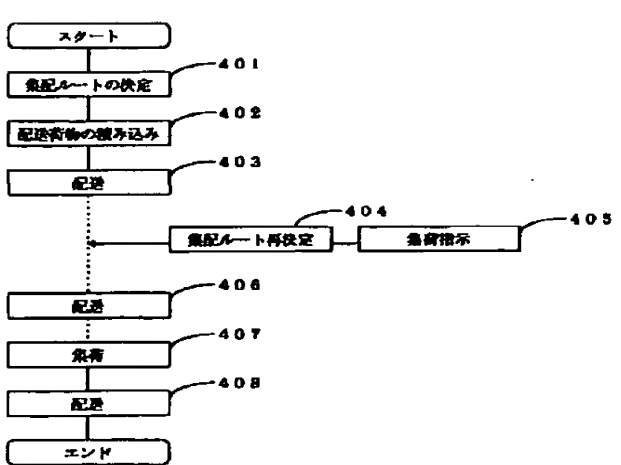 スタート
401
集配ルートの決定
402
配送荷物の積み込み
403
配送
404
405
集配ルート再決定
集荷指示
406
配送
407
集荷
408
配送
エンド